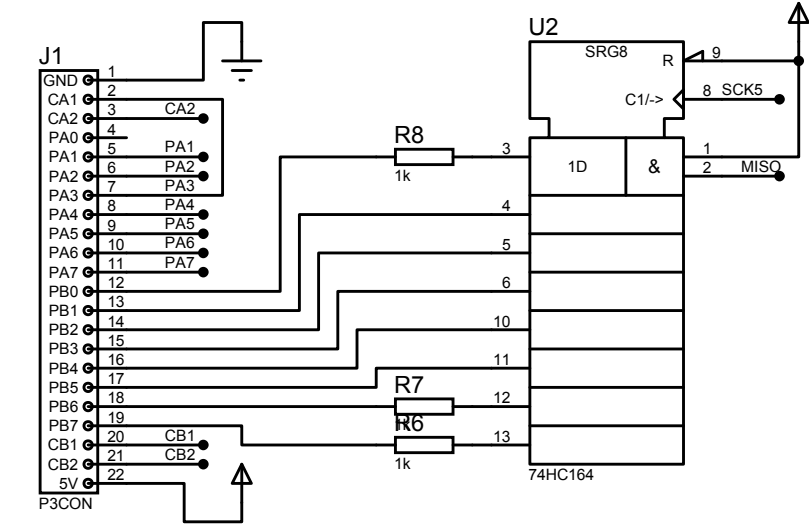 J1
GND 1
CA1 2
CA2 3 CA2
PA0 4
PA1 5 PA1
PA2 6 PA2
PA3 7 PA3
PA4 8 PA4
PA5 9 PA5
PA6 10 PA6
PA7 11 PA7
PB0 12
PB1 13
PB2 14
PB3 15
PB4 16
PB5 17
PB6 18
PB7 19
CB1 20 CB1
CB2 21 CB2
5V 22
P3CON
R8
1k
R7
R6
1k
U2
SRG8
R 9
C1/-> 8 SCK5
3 1D & 1
2 MISO
4
5
6
10
11
12
13
74HC164